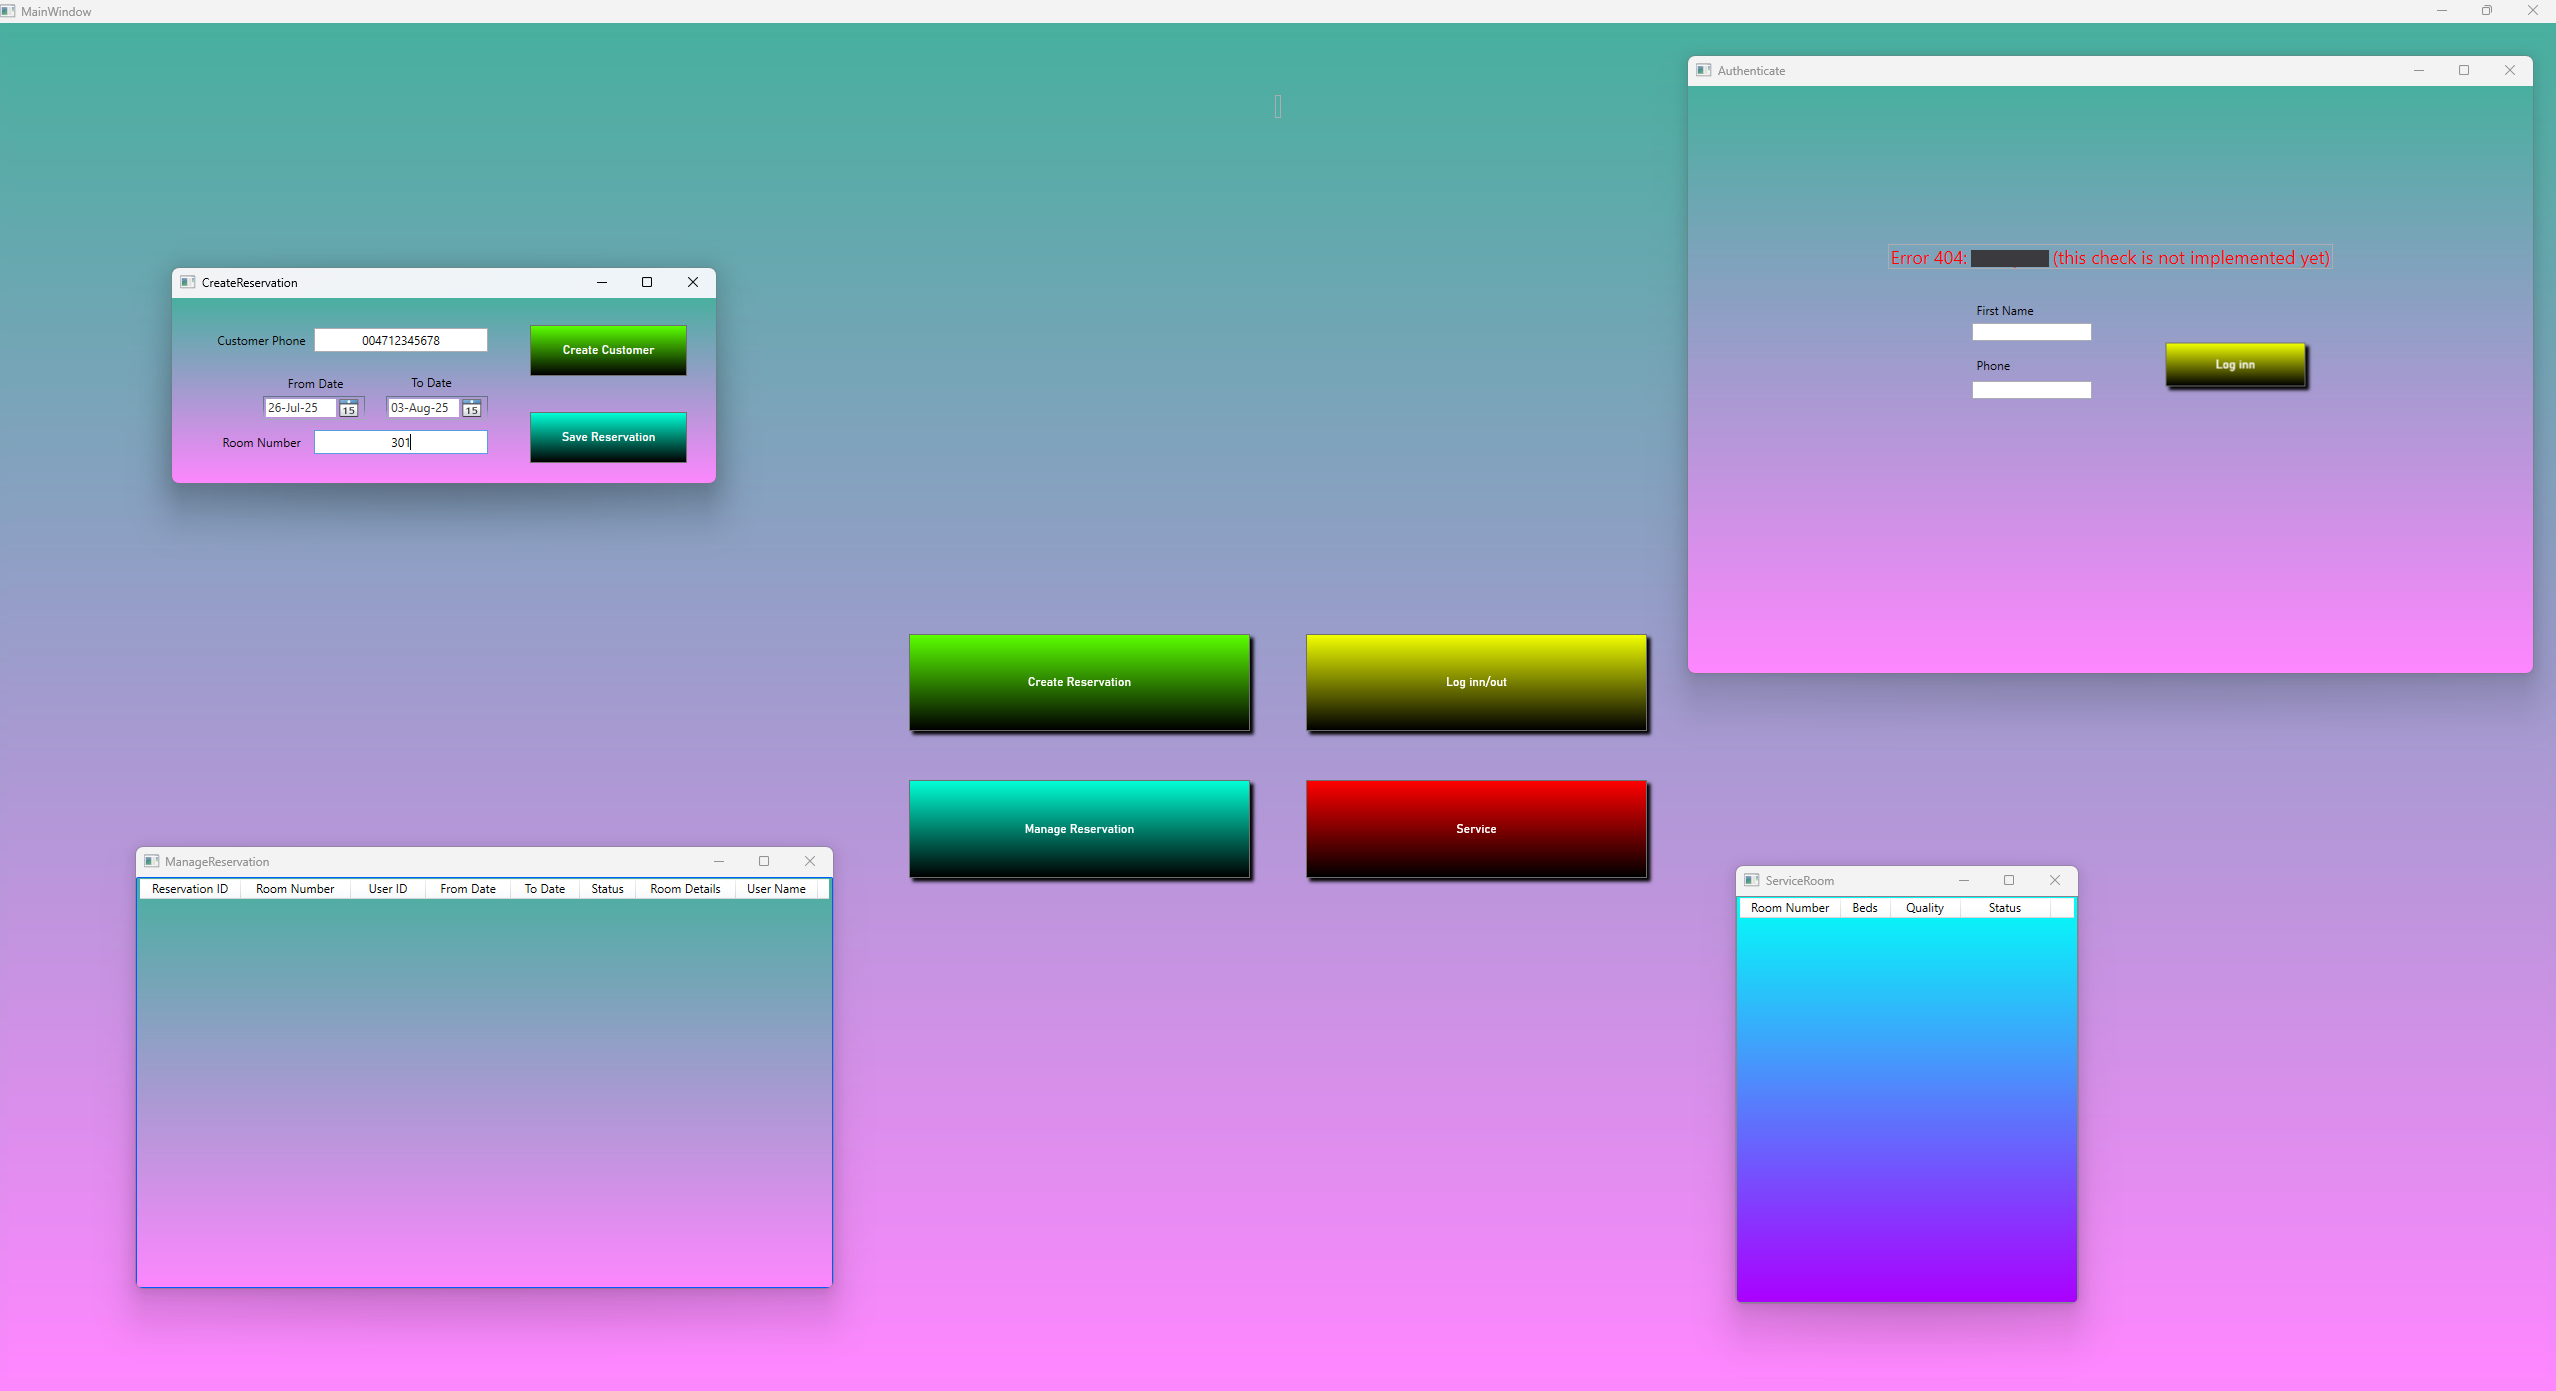 MainWindow
Authenticate
Error 404: (this check is not implemented yet)
First Name
Phone
Log inn
CreateReservation
Customer Phone 004712345678
Create Customer
From Date To Date
26-Jul-25 15 03-Aug-25 15
Room Number 301
Save Reservation
Create Reservation
Log inn/out
Manage Reservation
Service
ManageReservation
Reservation ID Room Number User ID From Date To Date Status Room Details User Name
ServiceRoom
Room Number Beds Quality Status